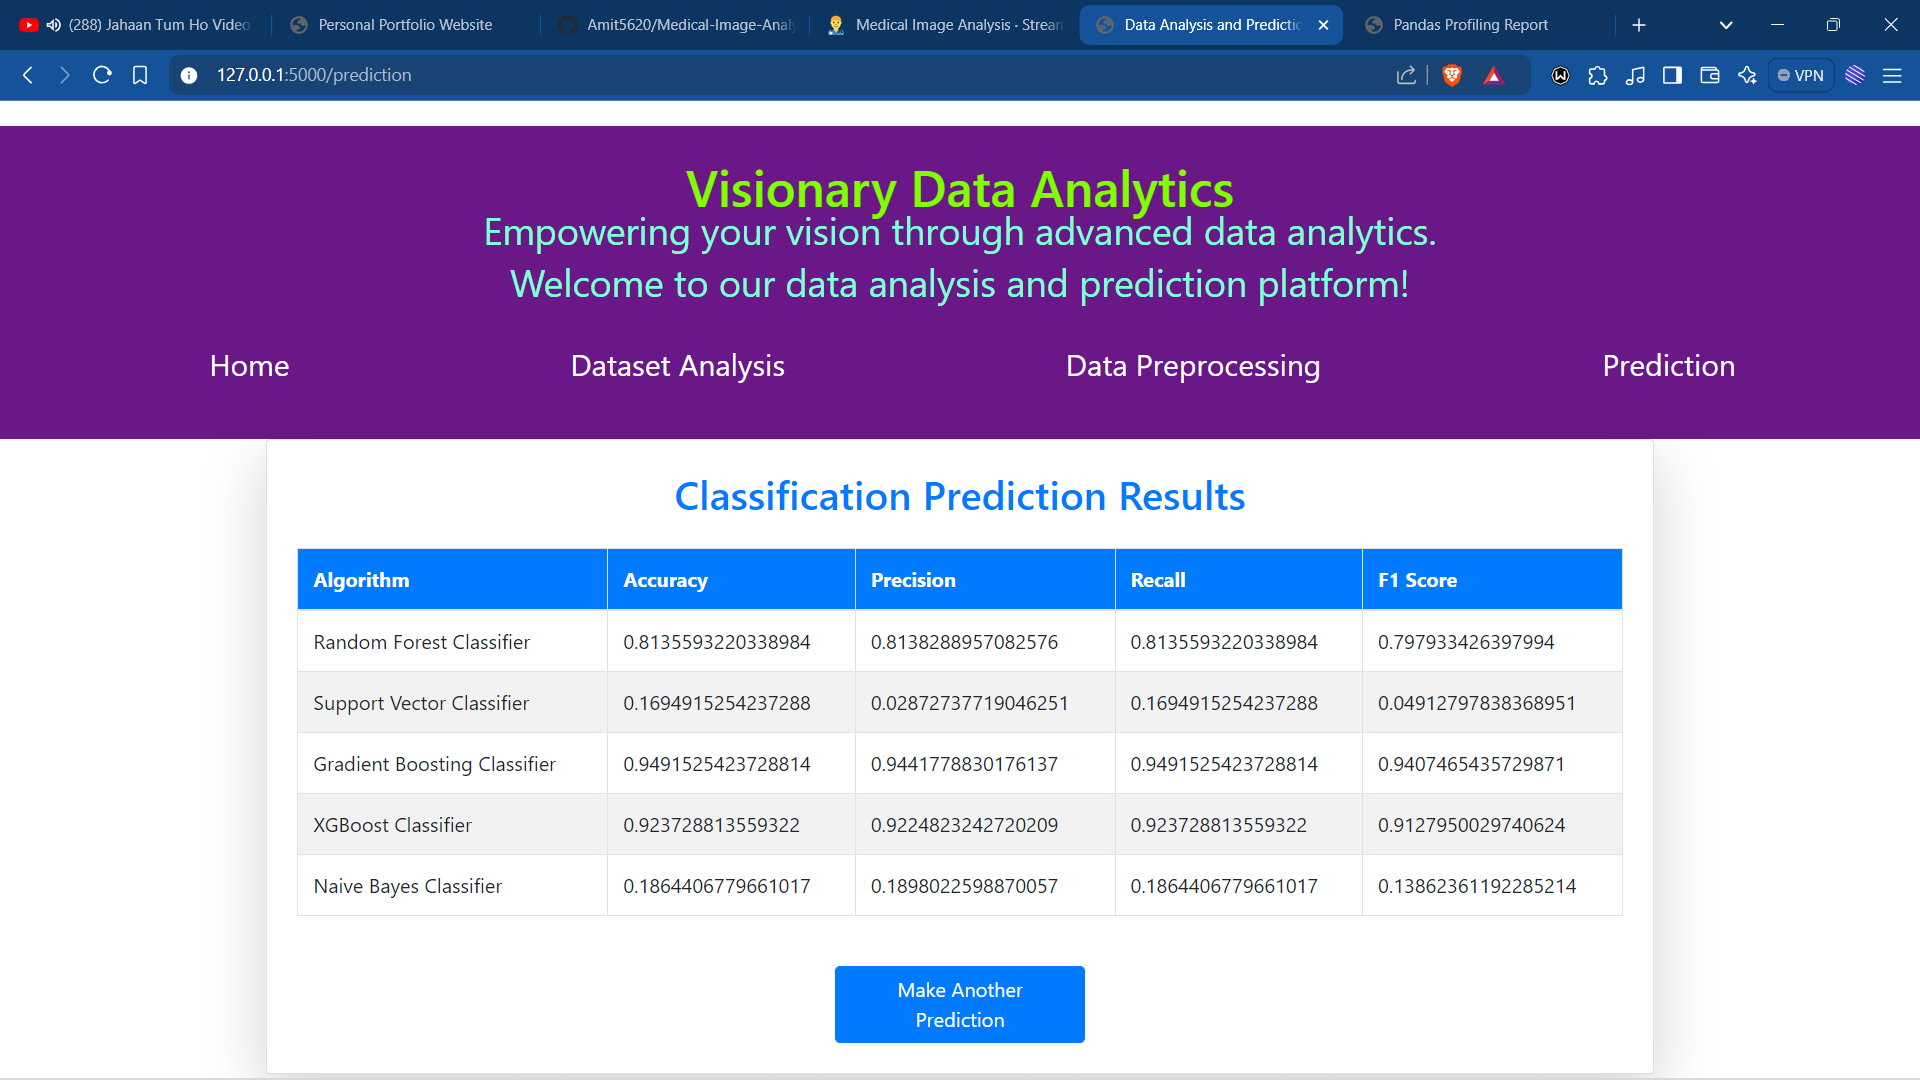 (288) Jahaan Tum Ho Video
Personal Portfolio Website
Amit5620/Medical-Image-Analy
Medical Image Analysis · Stream
Data Analysis and Predictio
Pandas Profiling Report
127.0.0.1:5000/prediction
VPN
Visionary Data Analytics
Empowering your vision through advanced data analytics.
Welcome to our data analysis and prediction platform!
Home Dataset Analysis Data Preprocessing Prediction
Classification Prediction Results
Algorithm Accuracy Precision Recall F1 Score
Random Forest Classifier 0.8135593220338984 0.8138288957082576 0.8135593220338984 0.797933426397994
Support Vector Classifier 0.1694915254237288 0.02872737719046251 0.1694915254237288 0.04912797838368951
Gradient Boosting Classifier 0.9491525423728814 0.9441778830176137 0.9491525423728814 0.9407465435729871
XGBoost Classifier 0.923728813559322 0.9224823242720209 0.923728813559322 0.9127950029740624
Naive Bayes Classifier 0.1864406779661017 0.1898022598870057 0.1864406779661017 0.13862361192285214
Make Another
Prediction